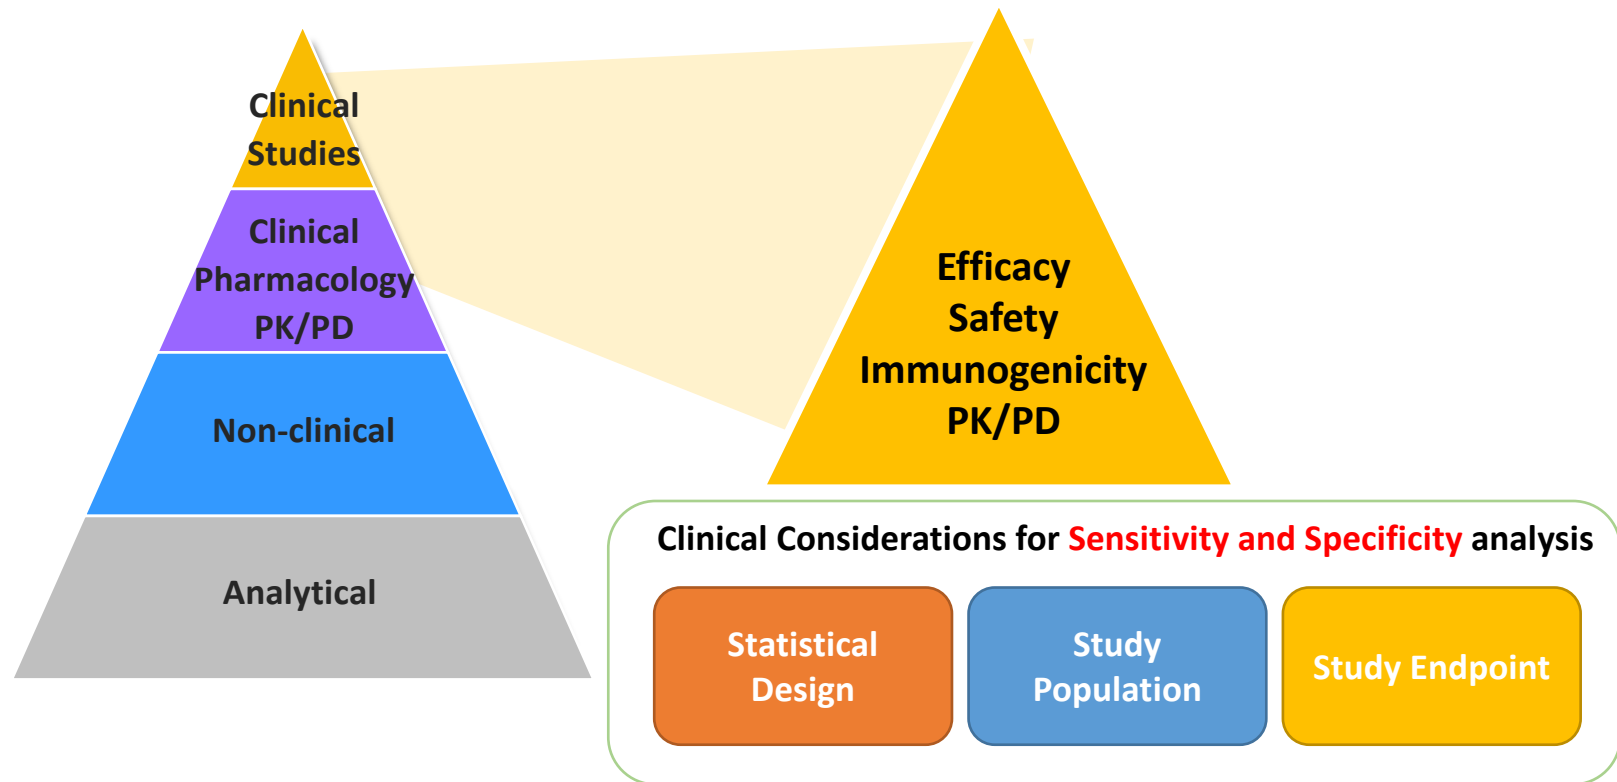 Clinical
Studies
Clinical
Pharmacology
PK/PD
Non-clinical
Analytical
Efficacy
Safety
Immunogenicity
PK/PD
Clinical Considerations for Sensitivity and Specificity analysis
Statistical
Design
Study
Population
Study Endpoint